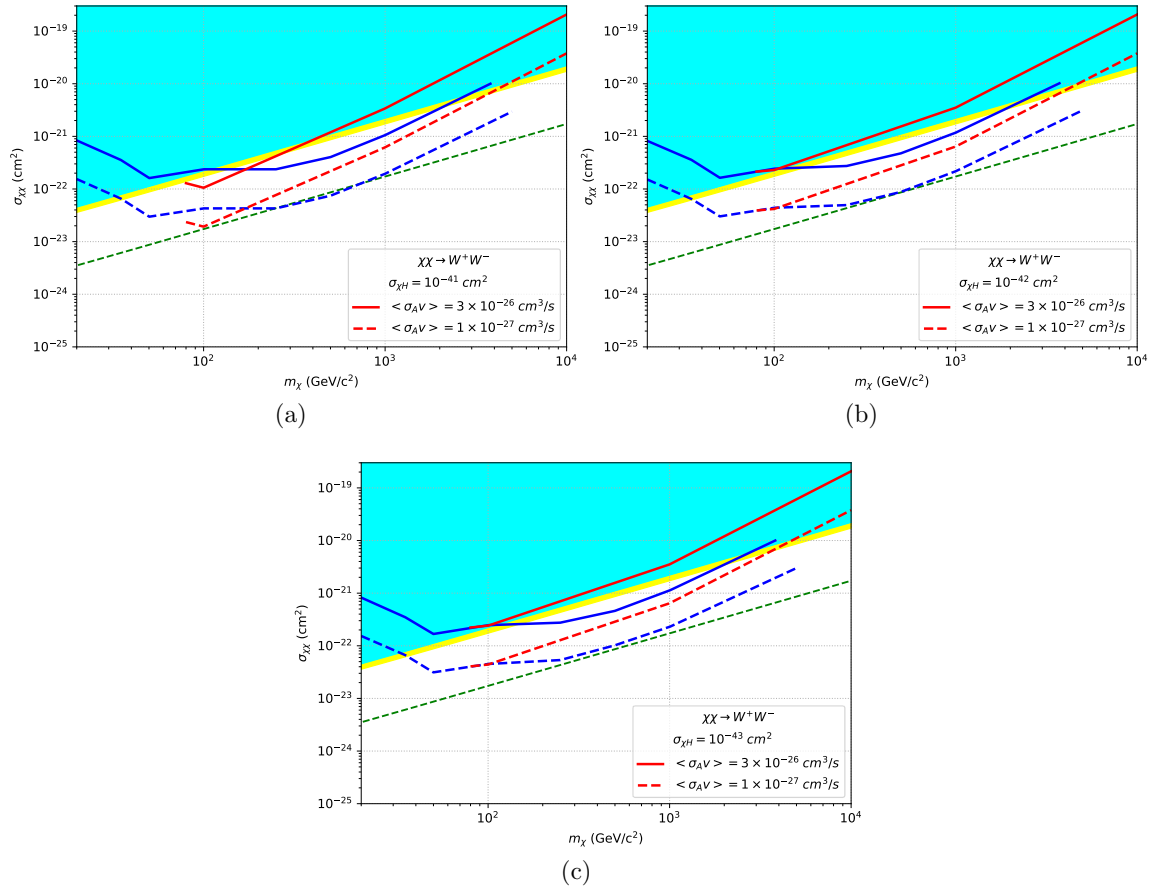 10⁻¹⁹
10⁻²⁰
10⁻²¹
10⁻²²
10⁻²³
10⁻²⁴
10⁻²⁵
σχχ (cm²)
χχ → W⁺W⁻
σχH = 10⁻⁴¹ cm²
< σAv > = 3 × 10⁻²⁶ cm³/s
< σAv > = 1 × 10⁻²⁷ cm³/s
10² 10³ 10⁴
mχ (GeV/c²)
(a)
10⁻¹⁹
10⁻²⁰
10⁻²¹
10⁻²²
10⁻²³
10⁻²⁴
10⁻²⁵
σχχ (cm²)
χχ → W⁺W⁻
σχH = 10⁻⁴² cm²
< σAv > = 3 × 10⁻²⁶ cm³/s
< σAv > = 1 × 10⁻²⁷ cm³/s
10² 10³ 10⁴
mχ (GeV/c²)
(b)
10⁻¹⁹
10⁻²⁰
10⁻²¹
10⁻²²
10⁻²³
10⁻²⁴
10⁻²⁵
σχχ (cm²)
χχ → W⁺W⁻
σχH = 10⁻⁴³ cm²
< σAv > = 3 × 10⁻²⁶ cm³/s
< σAv > = 1 × 10⁻²⁷ cm³/s
10² 10³ 10⁴
mχ (GeV/c²)
(c)